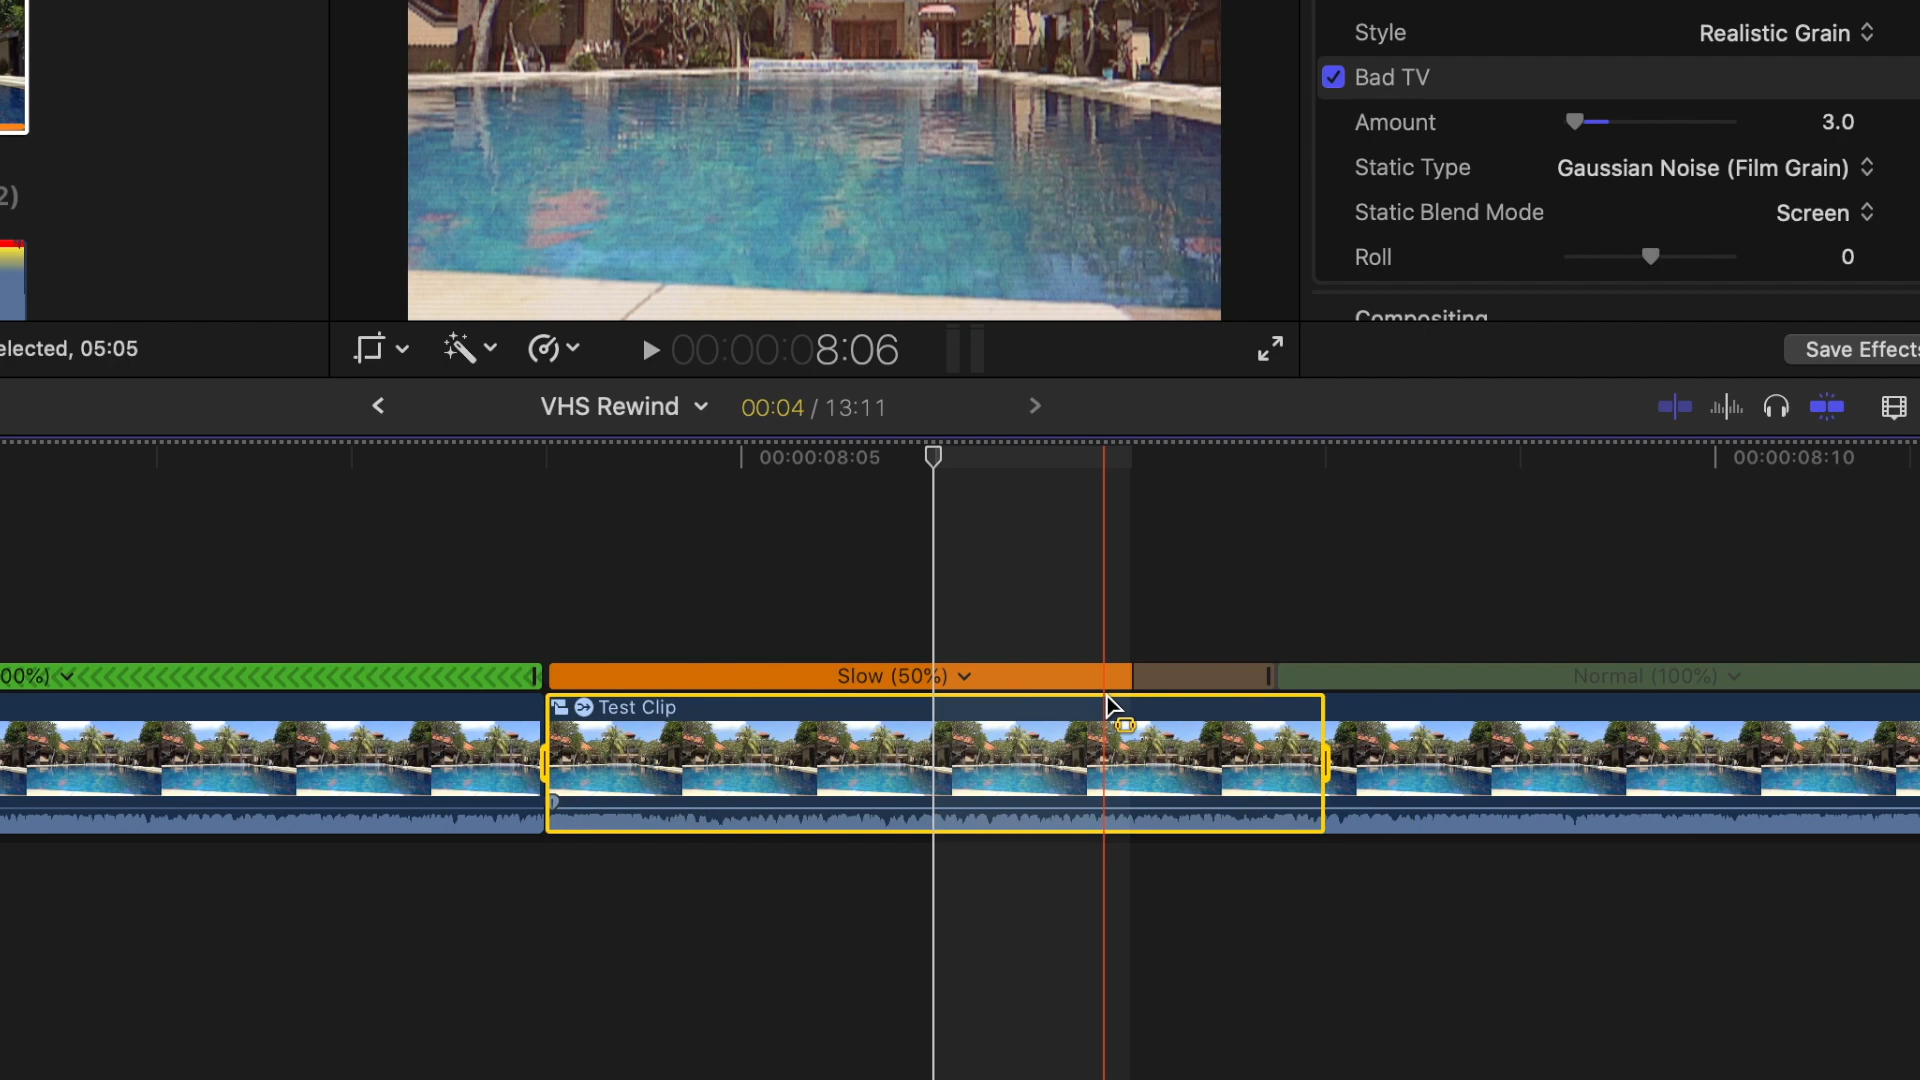 Style
Realistic Grain
Bad TV
Amount
3.0
Static Type
Gaussian Noise (Film Grain)
Static Blend Mode
Screen
Roll
0
Compositing
2)
elected, 05:05
00:00:08:06
Save Effects
VHS Rewind
00:04 / 13:11
00:00:08:05
00:00:08:10
00%)
Slow (50%)
Normal (100%)
Test Clip